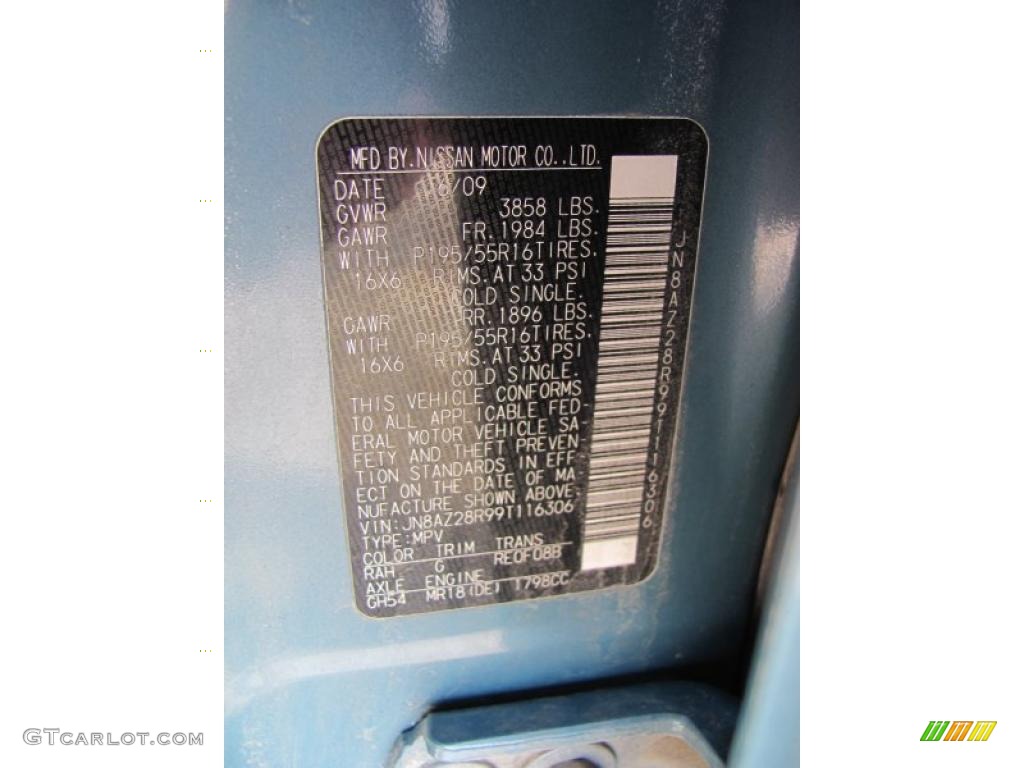 MFD BY. NISSAN MOTOR CO., LTD.
DATE 6/09
GVWR 3858 LBS.
GAWR FR. 1984 LBS.
WITH P195/55R16TIRES.
16X6 RIMS. AT 33 PSI
COLD SINGLE.
GAWR RR. 1896 LBS.
WITH P195/55R16TIRES.
16X6 RIMS. AT 33 PSI
COLD SINGLE.
THIS VEHICLE CONFORMS
TO ALL APPLICABLE FED-
ERAL MOTOR VEHICLE SA-
FETY AND THEFT PREVEN-
TION STANDARDS IN EFF
ECT ON THE DATE OF MA
NUFACTURE SHOWN ABOVE.
VIN:JN8AZ28R99T116306
TYPE:MPV
COLOR TRIM TRANS
RAH G RE0F08B
AXLE ENGINE
GH54 MR18(DE) 1798CC
JN8AZ28R99T116306
GTCARLOT.COM